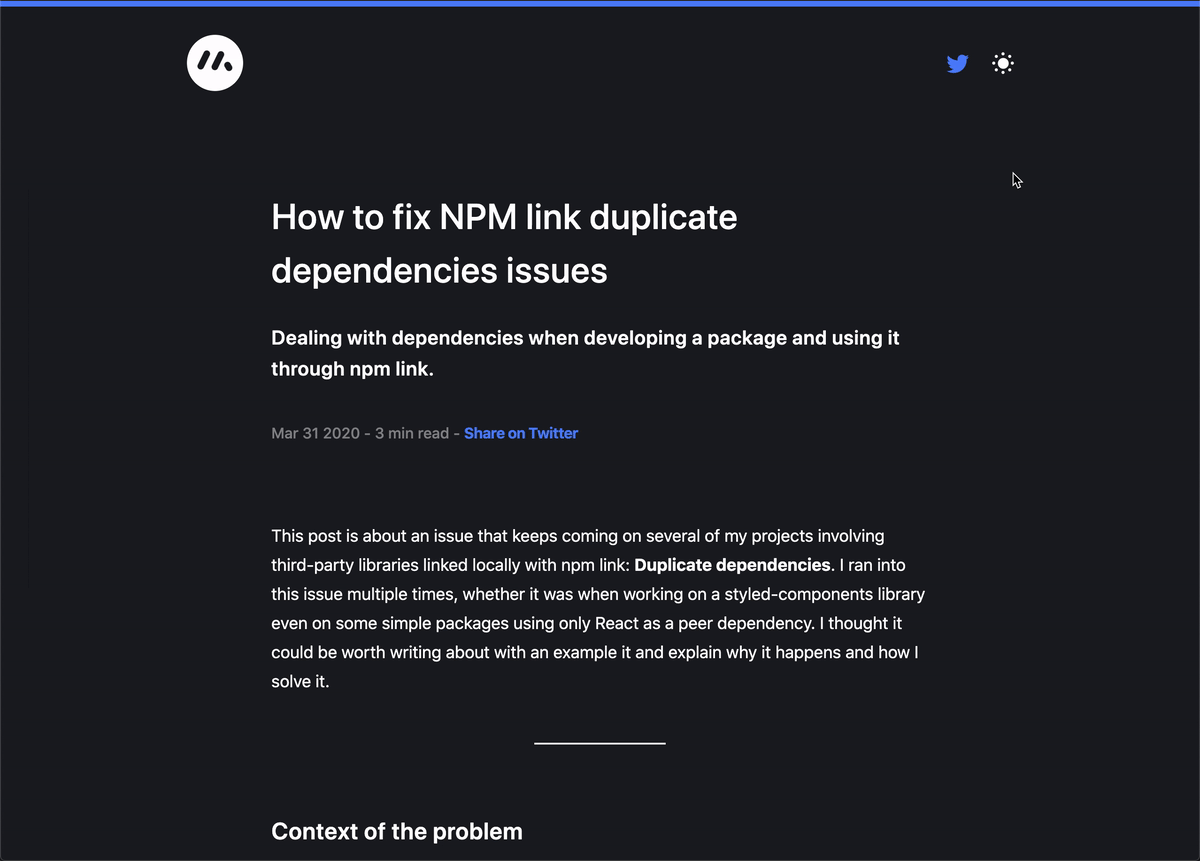 How to fix NPM link duplicate
dependencies issues
Dealing with dependencies when developing a package and using it
through npm link.
Mar 31 2020 - 3 min read - Share on Twitter
This post is about an issue that keeps coming on several of my projects involving
third-party libraries linked locally with npm link: Duplicate dependencies. I ran into
this issue multiple times, whether it was when working on a styled-components library
even on some simple packages using only React as a peer dependency. I thought it
could be worth writing about with an example it and explain why it happens and how I
solve it.
Context of the problem